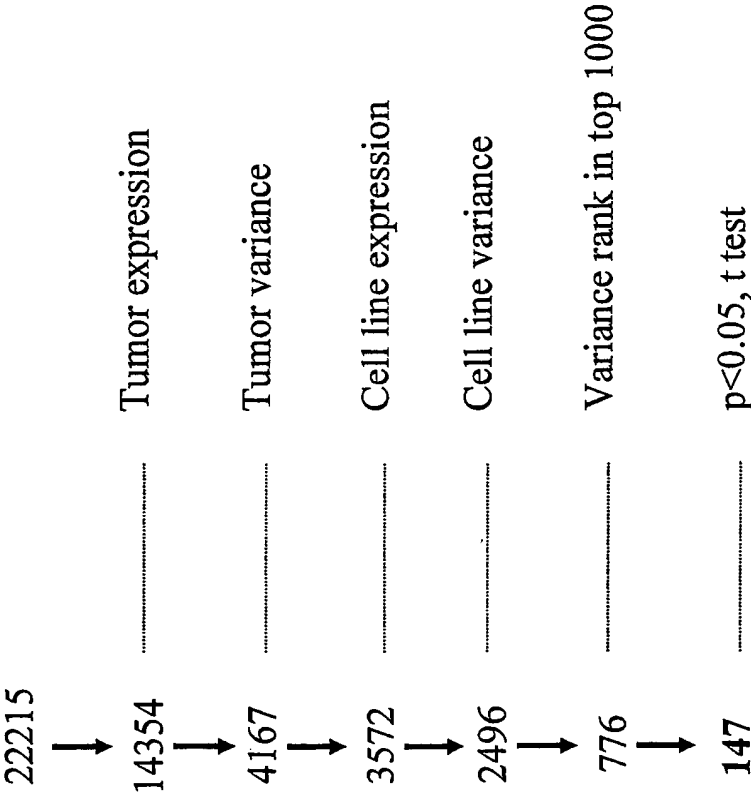 22215
14354 Tumor expression
4167 Tumor variance
3572 Cell line expression
2496 Cell line variance
776 Variance rank in top 1000
147 p<0.05, t test